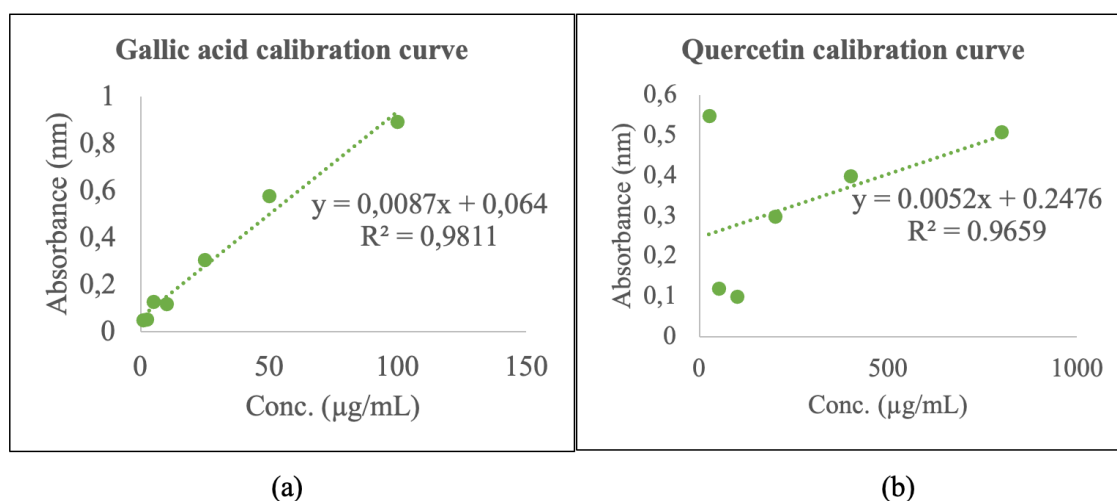 Gallic acid calibration curve
1
0,8
0,6
0,4
0,2
0
0
50
100
150
Absorbance (nm)
Conc. (µg/mL)
y = 0,0087x + 0,064
R² = 0,9811
(a)
Quercetin calibration curve
0,6
0,5
0,4
0,3
0,2
0,1
0
0
500
1000
Absorbance (nm)
Conc. (µg/mL)
y = 0.0052x + 0.2476
R² = 0.9659
(b)